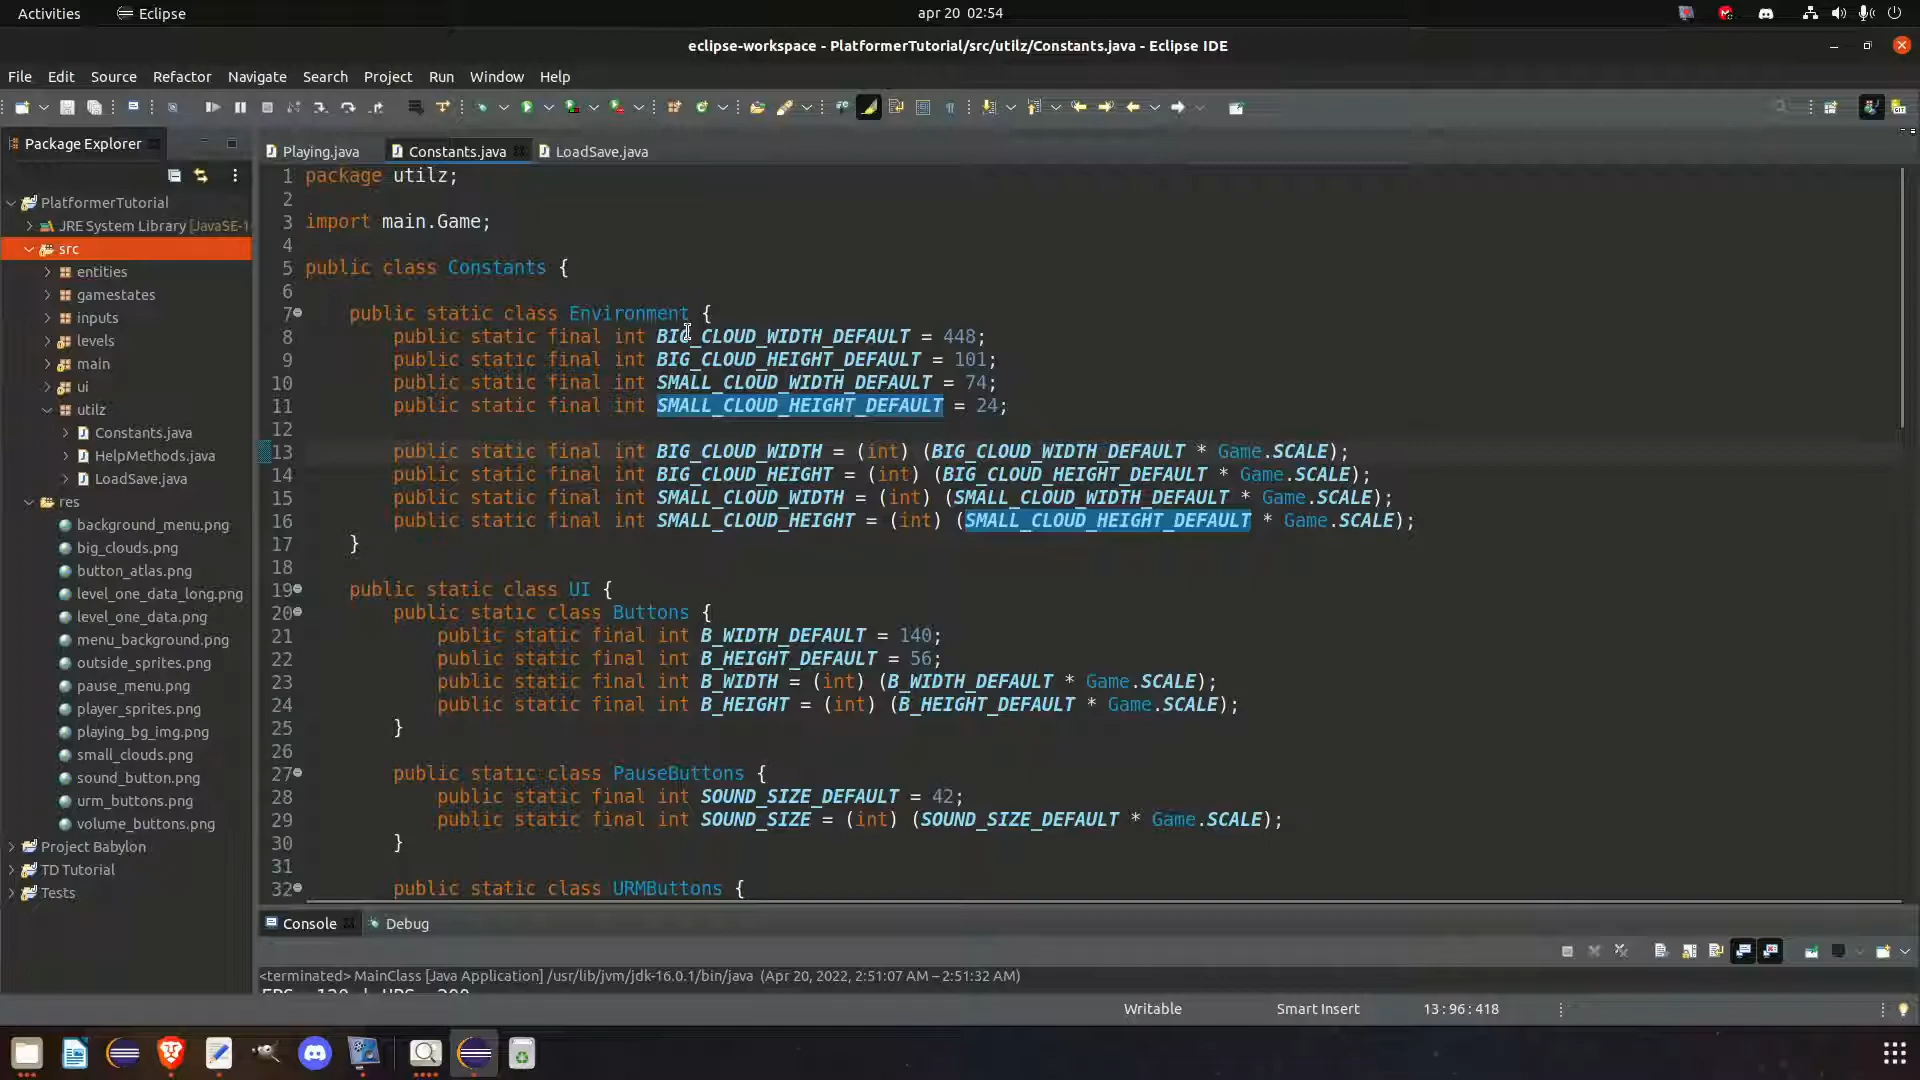 Activities
Eclipse
apr 20 02:54
eclipse-workspace - PlatformerTutorial/src/utilz/Constants.java - Eclipse IDE
File Edit Source Refactor Navigate Search Project Run Window Help
Package Explorer
PlatformerTutorial
JRE System Library [JavaSE-1
src
entities
gamestates
inputs
levels
main
ui
utilz
Constants.java
HelpMethods.java
LoadSave.java
res
background_menu.png
big_clouds.png
button_atlas.png
level_one_data_long.png
level_one_data.png
menu_background.png
outside_sprites.png
pause_menu.png
player_sprites.png
playing_bg_img.png
small_clouds.png
sound_button.png
urm_buttons.png
volume_buttons.png
Project Babylon
TD Tutorial
Tests
Playing.java
Constants.java
LoadSave.java
1 package utilz;
2
3 import main.Game;
4
5 public class Constants {
6
7 public static class Environment {
8 public static final int BIG_CLOUD_WIDTH_DEFAULT = 448;
9 public static final int BIG_CLOUD_HEIGHT_DEFAULT = 101;
10 public static final int SMALL_CLOUD_WIDTH_DEFAULT = 74;
11 public static final int SMALL_CLOUD_HEIGHT_DEFAULT = 24;
12
13 public static final int BIG_CLOUD_WIDTH = (int) (BIG_CLOUD_WIDTH_DEFAULT * Game.SCALE);
14 public static final int BIG_CLOUD_HEIGHT = (int) (BIG_CLOUD_HEIGHT_DEFAULT * Game.SCALE);
15 public static final int SMALL_CLOUD_WIDTH = (int) (SMALL_CLOUD_WIDTH_DEFAULT * Game.SCALE);
16 public static final int SMALL_CLOUD_HEIGHT = (int) (SMALL_CLOUD_HEIGHT_DEFAULT * Game.SCALE);
17 }
18
19 public static class UI {
20 public static class Buttons {
21 public static final int B_WIDTH_DEFAULT = 140;
22 public static final int B_HEIGHT_DEFAULT = 56;
23 public static final int B_WIDTH = (int) (B_WIDTH_DEFAULT * Game.SCALE);
24 public static final int B_HEIGHT = (int) (B_HEIGHT_DEFAULT * Game.SCALE);
25 }
26
27 public static class PauseButtons {
28 public static final int SOUND_SIZE_DEFAULT = 42;
29 public static final int SOUND_SIZE = (int) (SOUND_SIZE_DEFAULT * Game.SCALE);
30 }
31
32 public static class URMButtons {
Console
Debug
<terminated> MainClass [Java Application] /usr/lib/jvm/jdk-16.0.1/bin/java (Apr 20, 2022, 2:51:07 AM – 2:51:32 AM)
Writable
Smart Insert
13 : 96 : 418